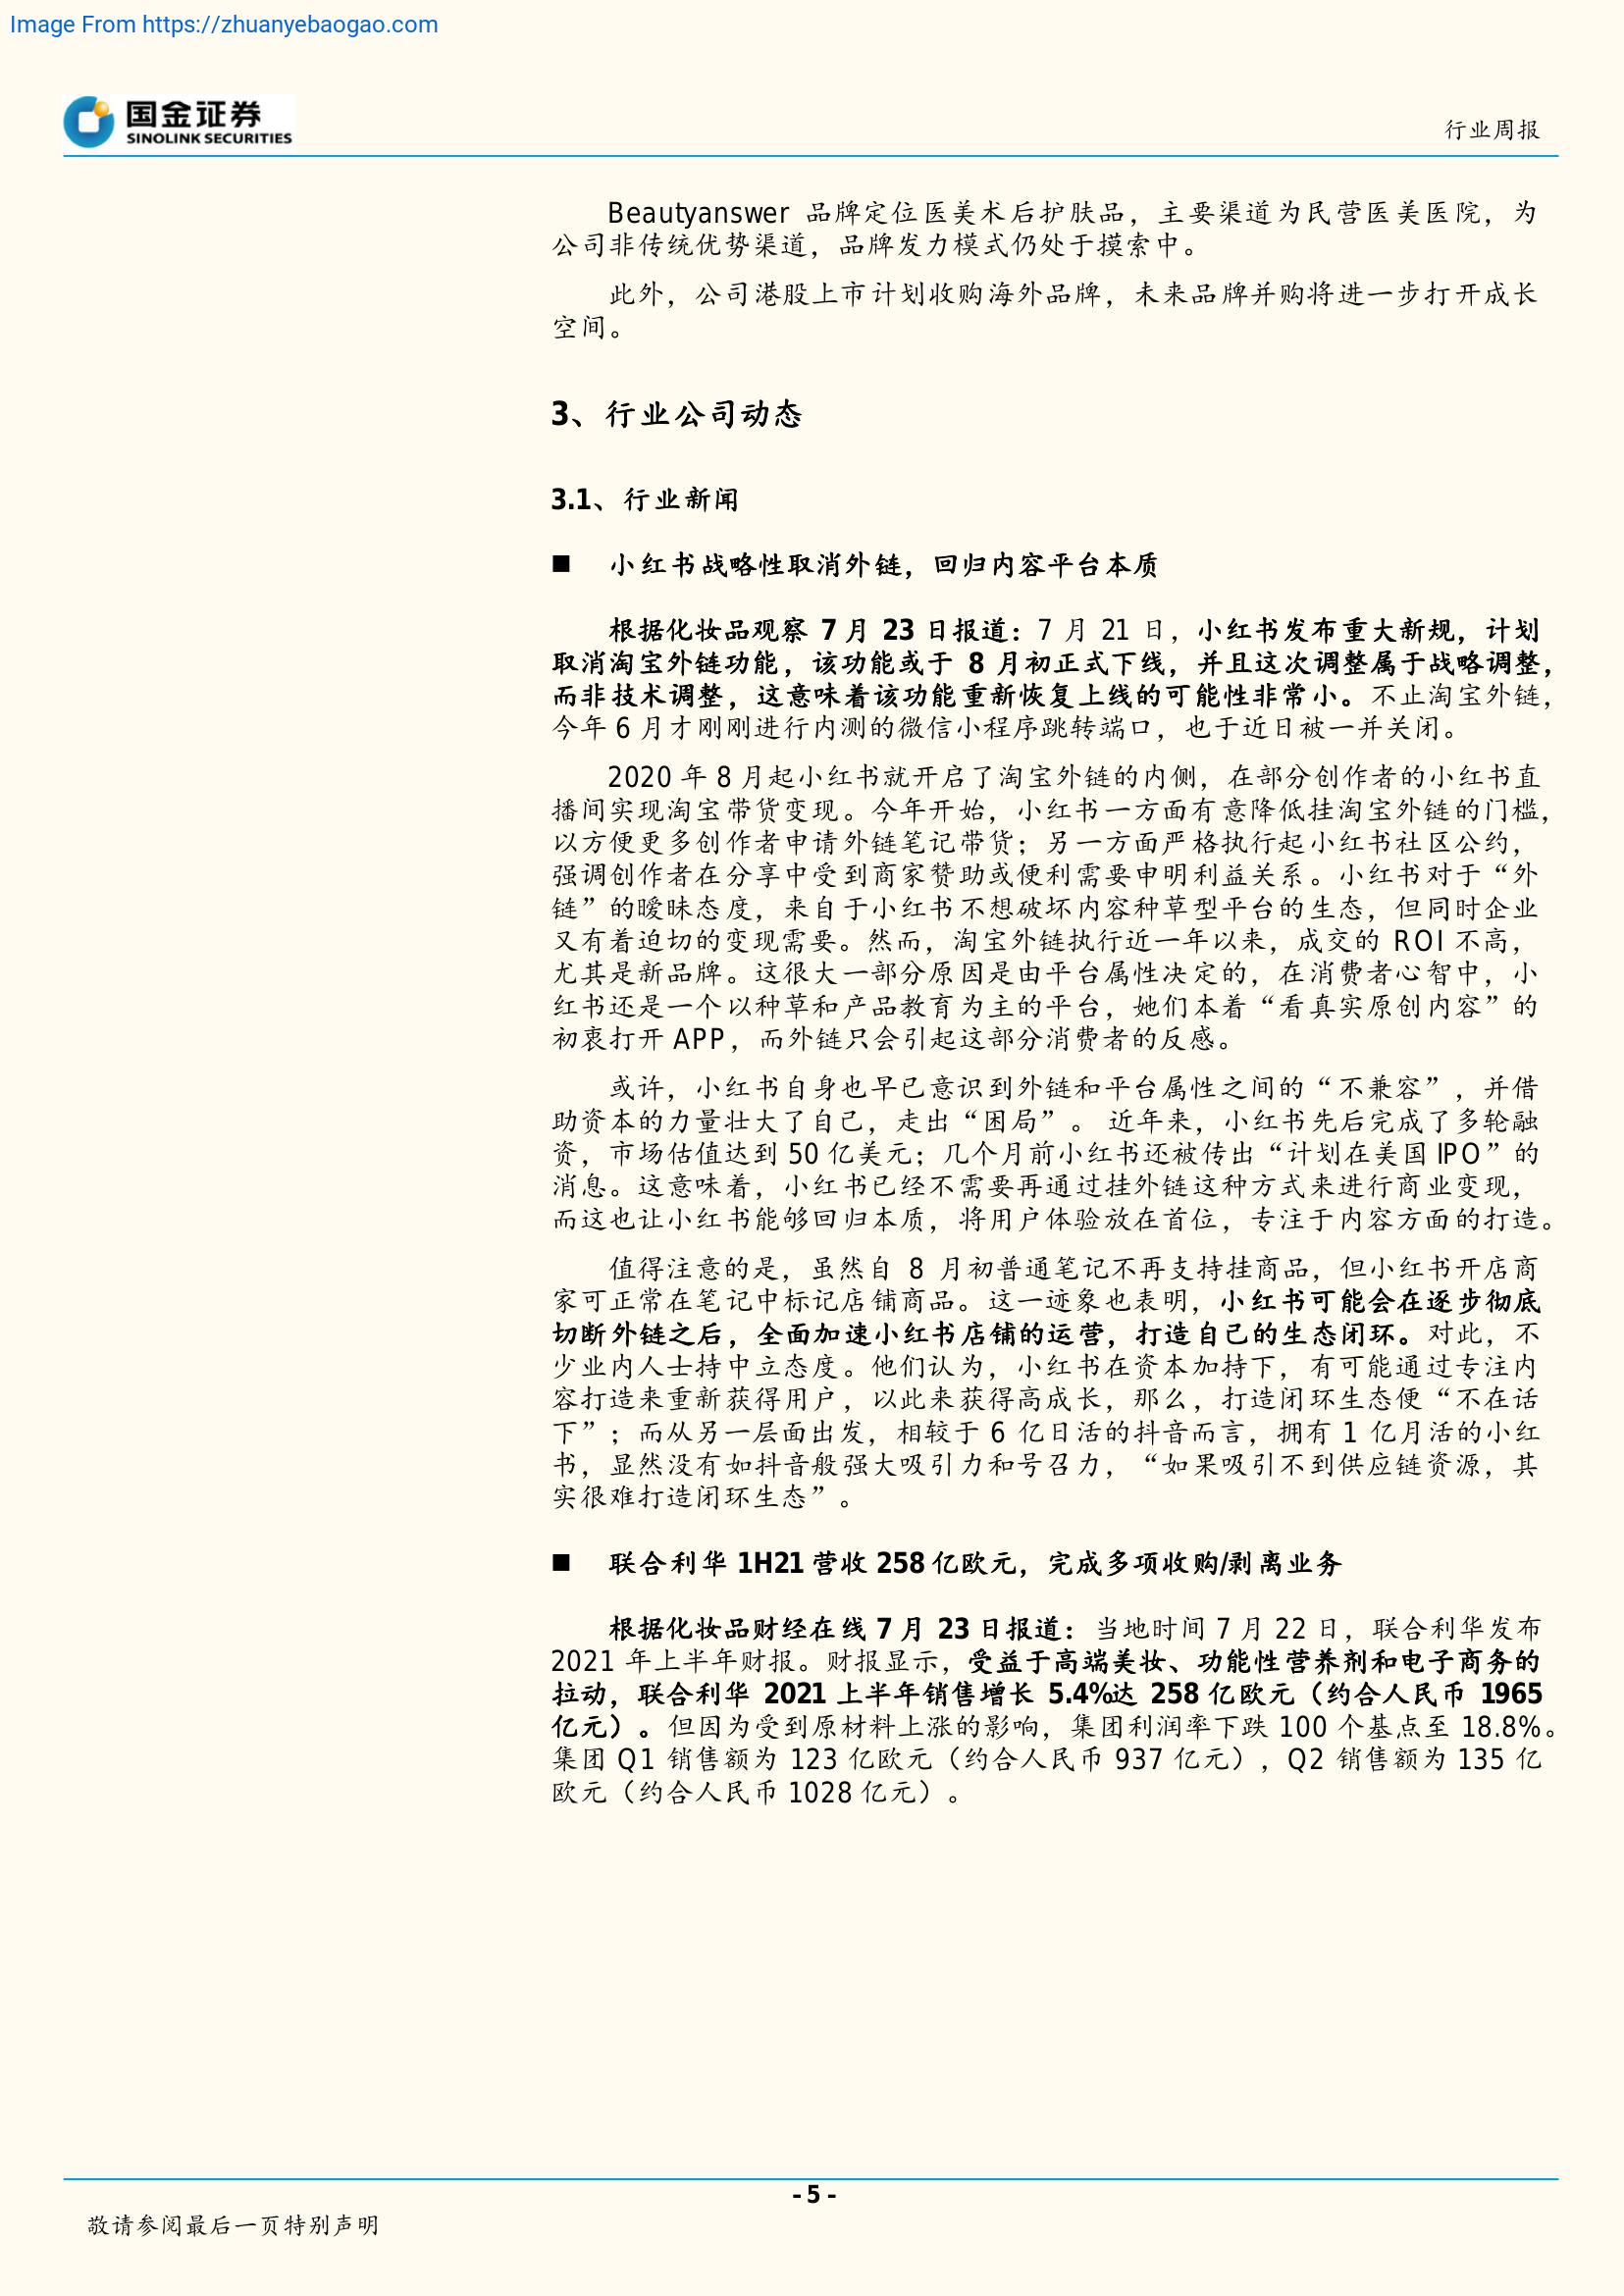 Image From https://zhuanyebaogao.com
国金证券
SINOLINK SECURITIES
行业周报
Beautyanswer 品牌定位医美术后护肤品，主要渠道为民营医美医院，为
公司非传统优势渠道，品牌发力模式仍处于摸索中。
此外，公司港股上市计划收购海外品牌，未来品牌并购将进一步打开成长
空间。
3、行业公司动态
3.1、行业新闻
■ 小红书战略性取消外链，回归内容平台本质
根据化妆品观察 7 月 23 日报道：7 月 21 日，小红书发布重大新规，计划
取消淘宝外链功能，该功能或于 8 月初正式下线，并且这次调整属于战略调整，
而非技术调整，这意味着该功能重新恢复上线的可能性非常小。不止淘宝外链，
今年 6 月才刚刚进行内测的微信小程序跳转端口，也于近日被一并关闭。
2020 年 8 月起小红书就开启了淘宝外链的内侧，在部分创作者的小红书直
播间实现淘宝带货变现。今年开始，小红书一方面有意降低挂淘宝外链的门槛，
以方便更多创作者申请外链笔记带货；另一方面严格执行起小红书社区公约，
强调创作者在分享中受到商家赞助或便利需要申明利益关系。小红书对于“外
链”的暧昧态度，来自于小红书不想破坏内容种草型平台的生态，但同时企业
又有着迫切的变现需要。然而，淘宝外链执行近一年以来，成交的 ROI 不高，
尤其是新品牌。这很大一部分原因是由平台属性决定的，在消费者心智中，小
红书还是一个以种草和产品教育为主的平台，她们本着“看真实原创内容”的
初衷打开 APP，而外链只会引起这部分消费者的反感。
或许，小红书自身也早已意识到外链和平台属性之间的“不兼容”，并借
助资本的力量壮大了自己，走出“困局”。 近年来，小红书先后完成了多轮融
资，市场估值达到 50 亿美元；几个月前小红书还被传出“计划在美国 IPO”的
消息。这意味着，小红书已经不需要再通过挂外链这种方式来进行商业变现，
而这也让小红书能够回归本质，将用户体验放在首位，专注于内容方面的打造。
值得注意的是，虽然自 8 月初普通笔记不再支持挂商品，但小红书开店商
家可正常在笔记中标记店铺商品。这一迹象也表明，小红书可能会在逐步彻底
切断外链之后，全面加速小红书店铺的运营，打造自己的生态闭环。对此，不
少业内人士持中立态度。他们认为，小红书在资本加持下，有可能通过专注内
容打造来重新获得用户，以此来获得高成长，那么，打造闭环生态便“不在话
下”；而从另一层面出发，相较于 6 亿日活的抖音而言，拥有 1 亿月活的小红
书，显然没有如抖音般强大吸引力和号召力，“如果吸引不到供应链资源，其
实很难打造闭环生态”。
■ 联合利华 1H21 营收 258 亿欧元，完成多项收购/剥离业务
根据化妆品财经在线 7 月 23 日报道：当地时间 7 月 22 日，联合利华发布
2021 年上半年财报。财报显示，受益于高端美妆、功能性营养剂和电子商务的
拉动，联合利华 2021 上半年销售增长 5.4%达 258 亿欧元（约合人民币 1965
亿元）。但因为受到原材料上涨的影响，集团利润率下跌 100 个基点至 18.8%。
集团 Q1 销售额为 123 亿欧元（约合人民币 937 亿元），Q2 销售额为 135 亿
欧元（约合人民币 1028 亿元）。
- 5 -
敬请参阅最后一页特别声明